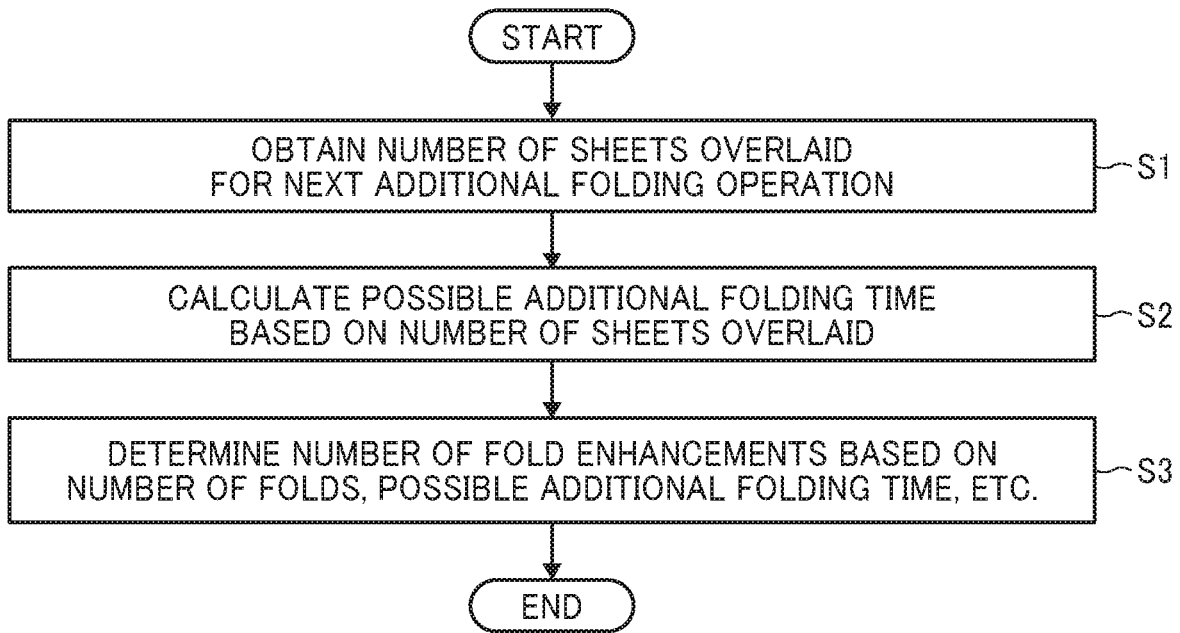 START
OBTAIN NUMBER OF SHEETS OVERLAID
FOR NEXT ADDITIONAL FOLDING OPERATION
S1
CALCULATE POSSIBLE ADDITIONAL FOLDING TIME
BASED ON NUMBER OF SHEETS OVERLAID
S2
DETERMINE NUMBER OF FOLD ENHANCEMENTS BASED ON
NUMBER OF FOLDS, POSSIBLE ADDITIONAL FOLDING TIME, ETC.
S3
END